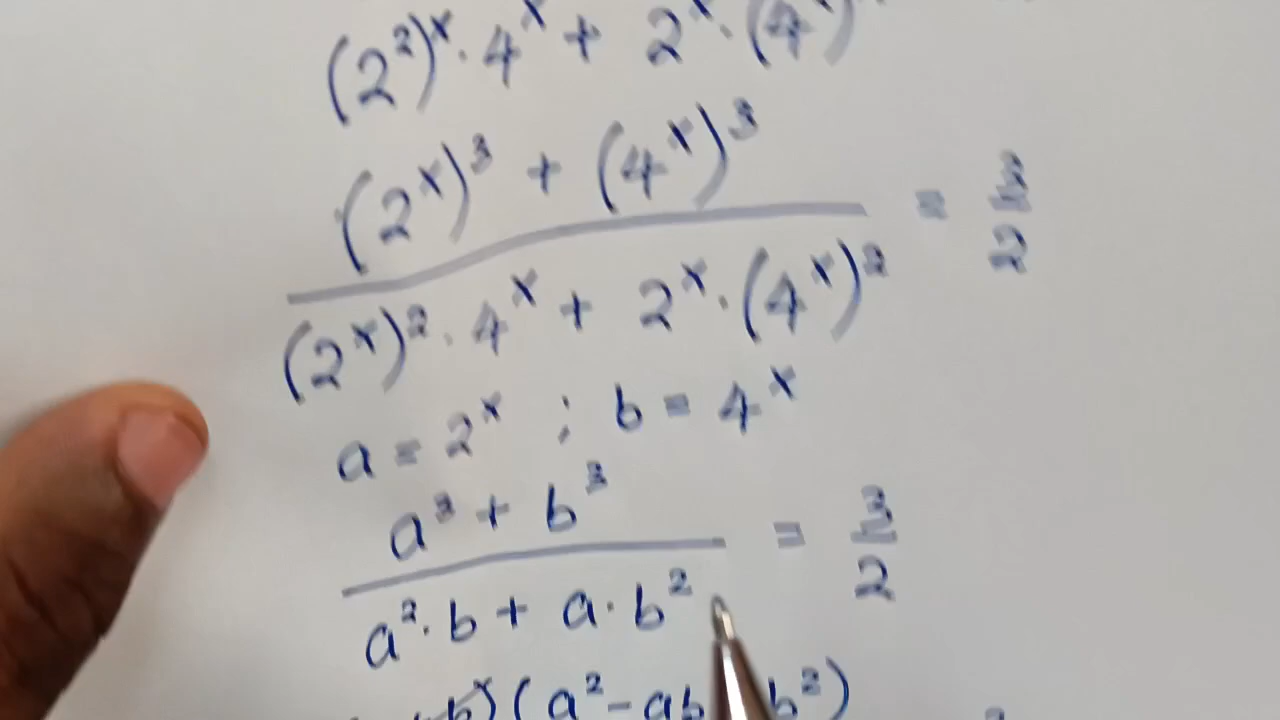 (2²)ˣ · 4ˣ + 2ˣ · (4ˣ)
(2ˣ)³ + (4ˣ)³
—————————— = 3/2
(2ˣ)² · 4ˣ + 2ˣ · (4ˣ)²
a = 2ˣ ; b = 4ˣ
a³ + b³
—————————— = 3/2
a² · b + a · b²
b)(a² - ab b²)